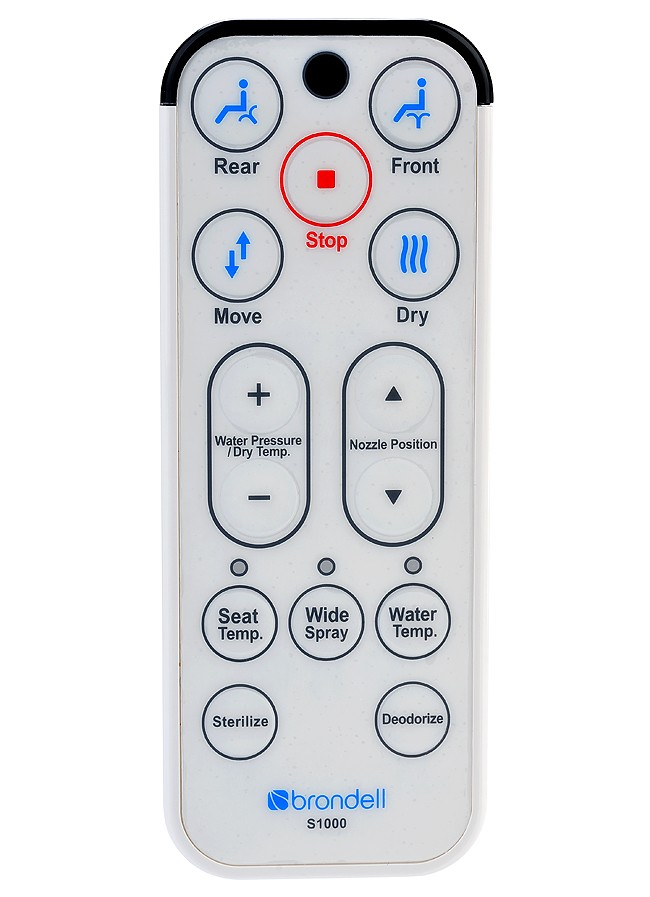 Rear
Front
Stop
Move
Dry
+
Water Pressure
/Dry Temp.
−
Nozzle Position
Seat
Temp.
Wide
Spray
Water
Temp.
Sterilize
Deodorize
brondell
S1000